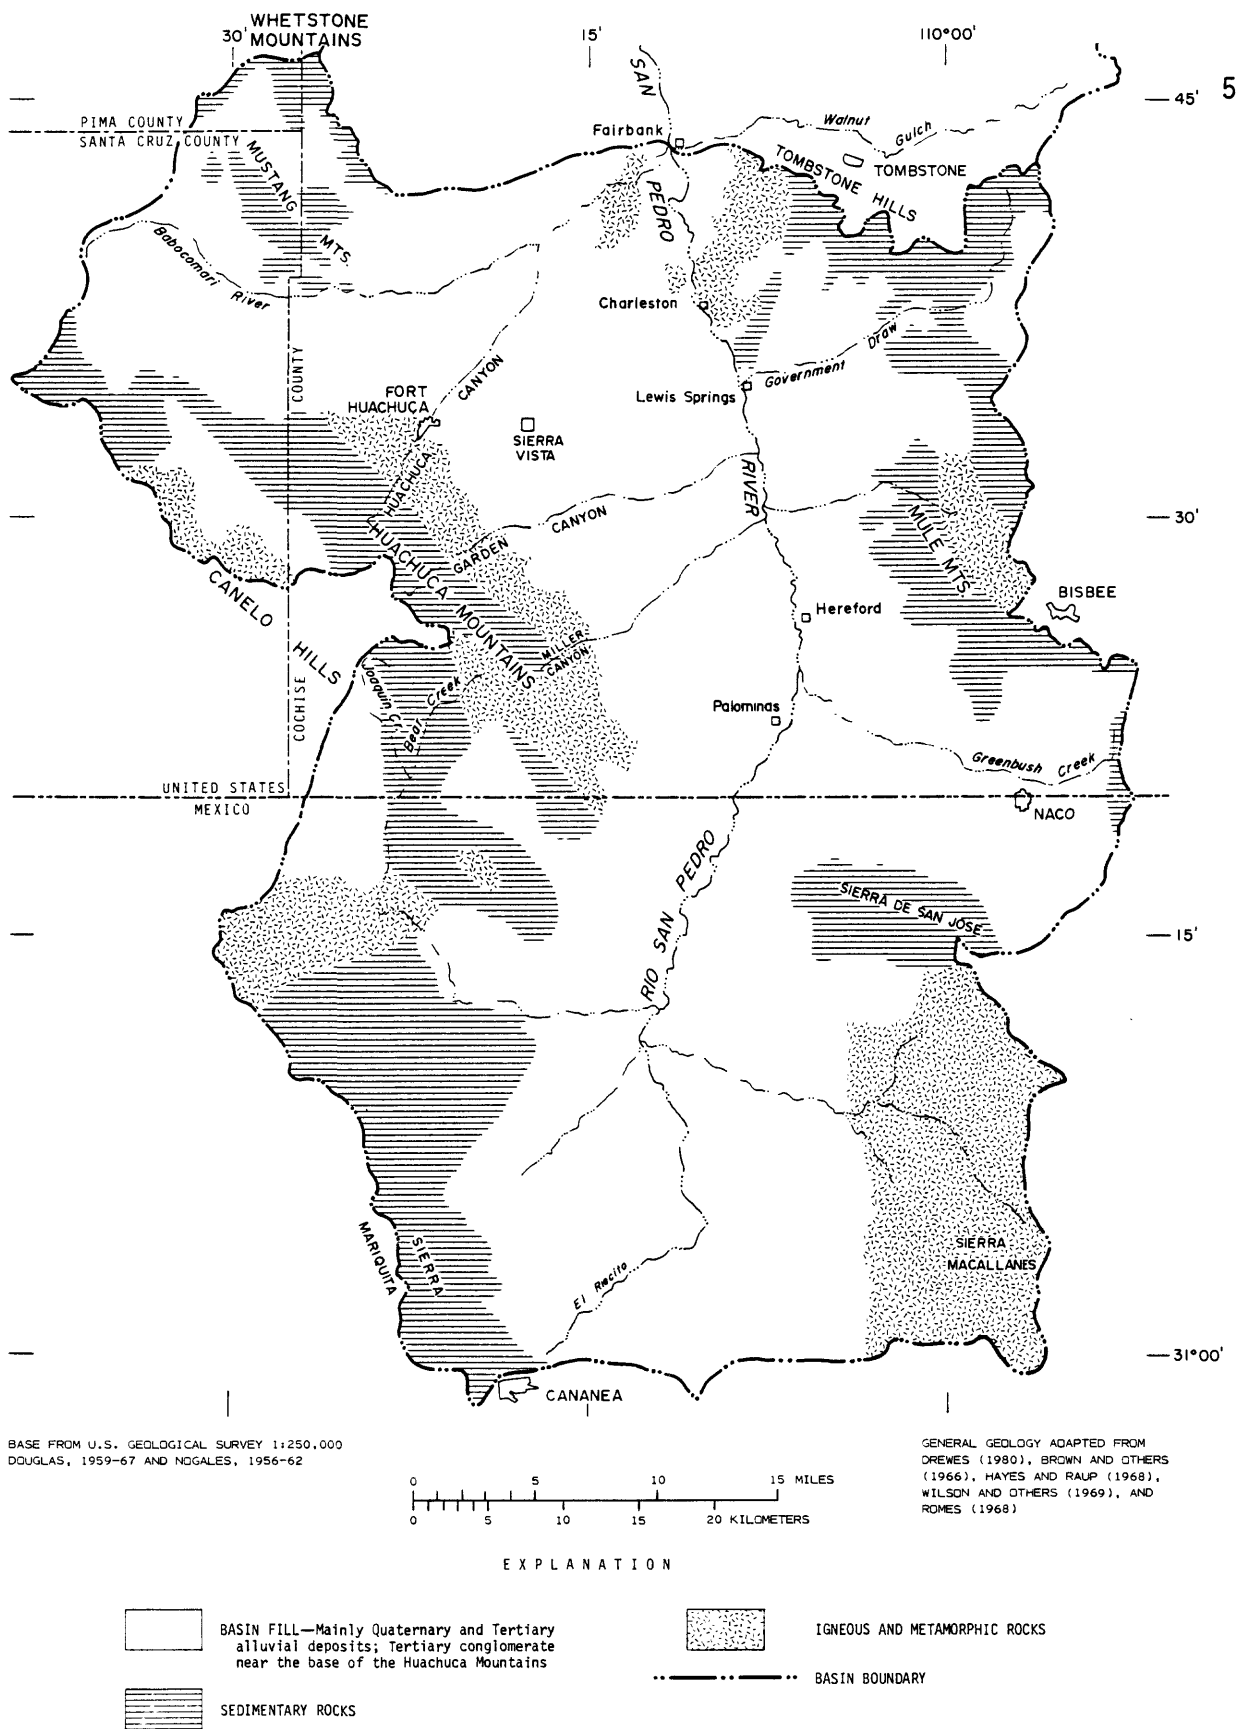 WHETSTONE
MOUNTAINS
30'
15'
110°00'
5
45'
SAN
PEDRO
RIVER
Walnut
Gulch
Fairbank
TOMBSTONE
TOMBSTONE HILLS
PIMA COUNTY
SANTA CRUZ COUNTY
MUSTANG
MTS.
Babocomari
River
Charleston
Government
Draw
Lewis Springs
COUNTY
FORT
HUACHUCA
CANYON
HUACHUCA
SIERRA
VISTA
30'
GARDEN
CANYON
HUACHUCA MOUNTAINS
MULE MTS.
BISBEE
CANELO
HILLS
Hereford
MILLER
CANYON
Joaquin Cr.
Bear Creek
COCHISE
Palominas
Greenbush
Creek
UNITED STATES
MEXICO
NACO
RIO SAN PEDRO
SIERRA DE SAN JOSE
15'
MARIQUITA
SIERRA
SIERRA
MACALLANES
El Riecito
31°00'
CANANEA
BASE FROM U.S. GEOLOGICAL SURVEY 1:250,000
DOUGLAS, 1959-67 AND NOGALES, 1956-62
GENERAL GEOLOGY ADAPTED FROM
DREWES (1980), BROWN AND OTHERS
(1966), HAYES AND RAUP (1968),
WILSON AND OTHERS (1969), AND
ROMES (1968)
0 5 10 15 MILES
0 5 10 15 20 KILOMETERS
EXPLANATION
BASIN FILL—Mainly Quaternary and Tertiary
alluvial deposits; Tertiary conglomerate
near the base of the Huachuca Mountains
SEDIMENTARY ROCKS
IGNEOUS AND METAMORPHIC ROCKS
BASIN BOUNDARY